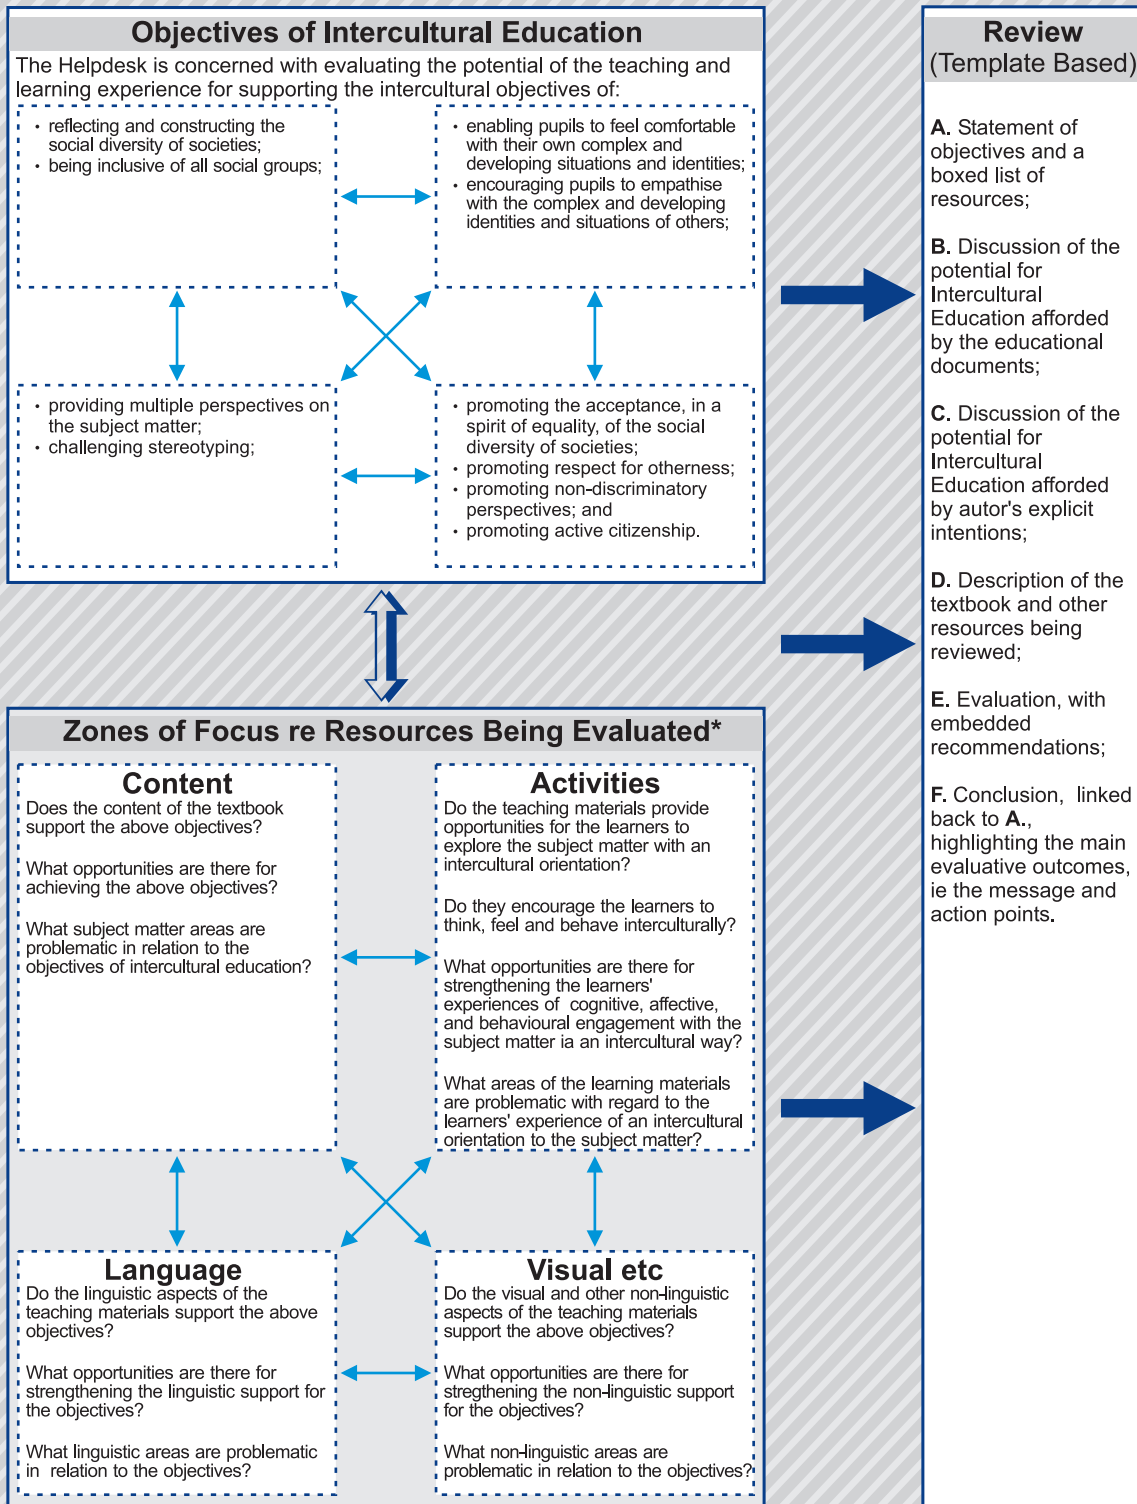 Objectives of Intercultural Education
The Helpdesk is concerned with evaluating the potential of the teaching and
learning experience for supporting the intercultural objectives of:
• reflecting and constructing the
social diversity of societies;
• being inclusive of all social groups;
• enabling pupils to feel comfortable
with their own complex and
developing situations and identities;
• encouraging pupils to empathise
with the complex and developing
identities and situations of others;
• providing multiple perspectives on
the subject matter;
• challenging stereotyping;
• promoting the acceptance, in a
spirit of equality, of the social
diversity of societies;
• promoting respect for otherness;
• promoting non-discriminatory
perspectives; and
• promoting active citizenship.
Zones of Focus re Resources Being Evaluated*
Content
Does the content of the textbook
support the above objectives?
What opportunities are there for
achieving the above objectives?
What subject matter areas are
problematic in relation to the
objectives of intercultural education?
Activities
Do the teaching materials provide
opportunities for the learners to
explore the subject matter with an
intercultural orientation?
Do they encourage the learners to
think, feel and behave interculturally?
What opportunities are there for
strengthening the learners'
experiences of cognitive, affective,
and behavioural engagement with the
subject matter ia an intercultural way?
What areas of the learning materials
are problematic with regard to the
learners' experience of an intercultural
orientation to the subject matter?
Language
Do the linguistic aspects of the
teaching materials support the above
objectives?
What opportunities are there for
strengthening the linguistic support for
the objectives?
What linguistic areas are problematic
in relation to the objectives?
Visual etc
Do the visual and other non-linguistic
aspects of the teaching materials
support the above objectives?
What opportunities are there for
stregthening the non-linguistic support
for the objectives?
What non-linguistic areas are
problematic in relation to the objectives?
Review
(Template Based)
A. Statement of
objectives and a
boxed list of
resources;
B. Discussion of the
potential for
Intercultural
Education afforded
by the educational
documents;
C. Discussion of the
potential for
Intercultural
Education afforded
by autor's explicit
intentions;
D. Description of the
textbook and other
resources being
reviewed;
E. Evaluation, with
embedded
recommendations;
F. Conclusion, linked
back to A.,
highlighting the main
evaluative outcomes,
ie the message and
action points.